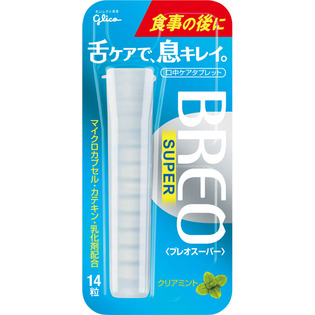 glico
食事の後に
舌ケアで、息キレイ。
口中ケアタブレット
BREO
SUPER
〈ブレオスーパー〉
マイクロカプセル・カテキン・乳化剤配合
14粒
クリアミント